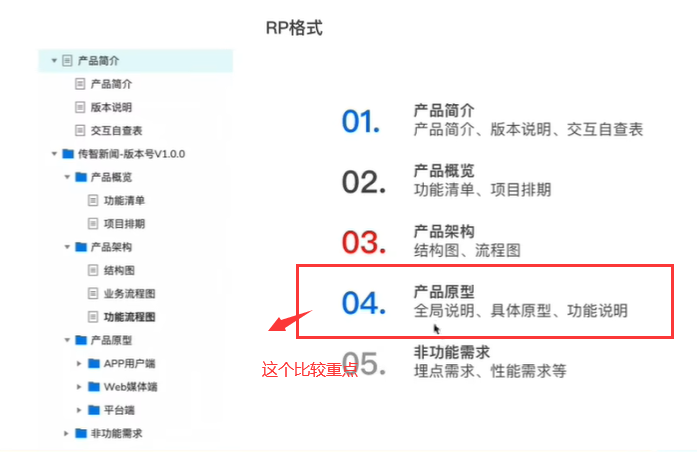 RP格式
产品简介
产品简介
版本说明
交互自查表
传智新闻-版本号V1.0.0
产品概览
功能清单
项目排期
产品架构
结构图
业务流程图
功能流程图
产品原型
APP用户端
Web媒体端
平台端
非功能需求
01.
产品简介
产品简介、版本说明、交互自查表
02.
产品概览
功能清单、项目排期
03.
产品架构
结构图、流程图
04.
产品原型
全局说明、具体原型、功能说明
这个比较重点
05.
非功能需求
埋点需求、性能需求等